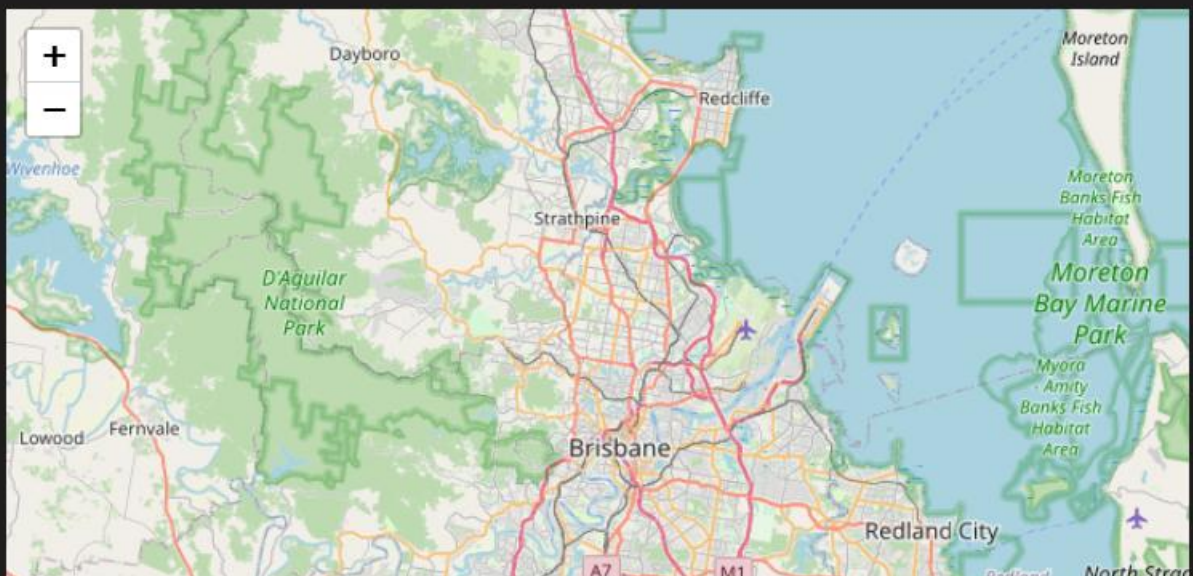 +
−
Dayboro
Moreton
Island
Redcliffe
Wivenhoe
Moreton
Banks Fish
Habitat
Area
Strathpine
D'Aguilar
National
Park
Moreton
Bay Marine
Park
Myora
- Amity
Banks Fish
Habitat
Area
Lowood
Fernvale
Brisbane
Redland City
A7
M1
Redland
North Strad